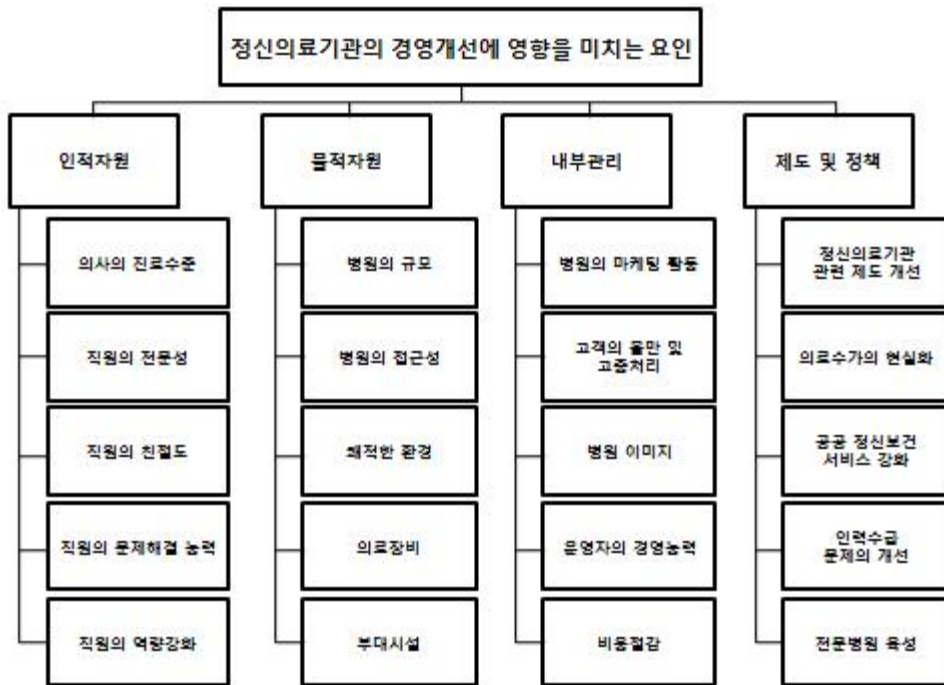 정신의료기관의 경영개선에 영향을 미치는 요인
인적자원
물적자원
내부관리
제도 및 정책
의사의 진료수준
병원의 규모
병원의 마케팅 활동
정신의료기관
관련 제도 개선
직원의 전문성
병원의 접근성
고객의 불만 및
고충처리
의료수가의 현실화
직원의 친절도
쾌적한 환경
병원 이미지
공공 정신보건
서비스 강화
직원의 문제해결 능력
의료장비
운영자의 경영능력
인력수급
문제의 개선
직원의 역량강화
부대시설
비용절감
전문병원 육성